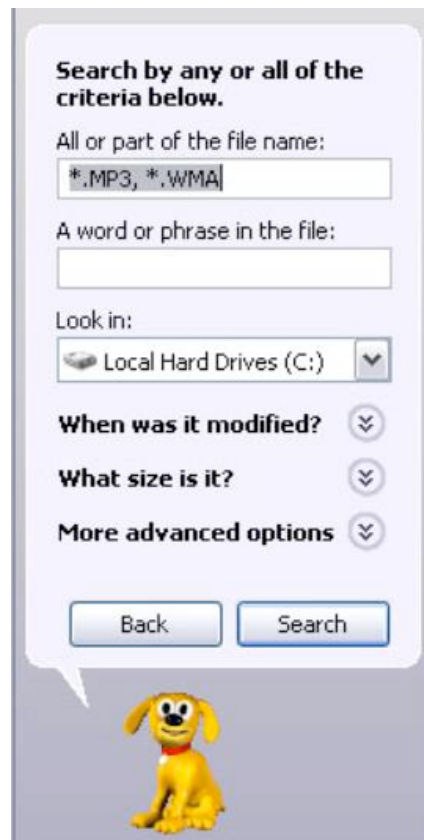 Search by any or all of the
criteria below.
All or part of the file name:
*.MP3, *.WMA
A word or phrase in the file:
Look in:
Local Hard Drives (C:)
When was it modified?
What size is it?
More advanced options
Back
Search